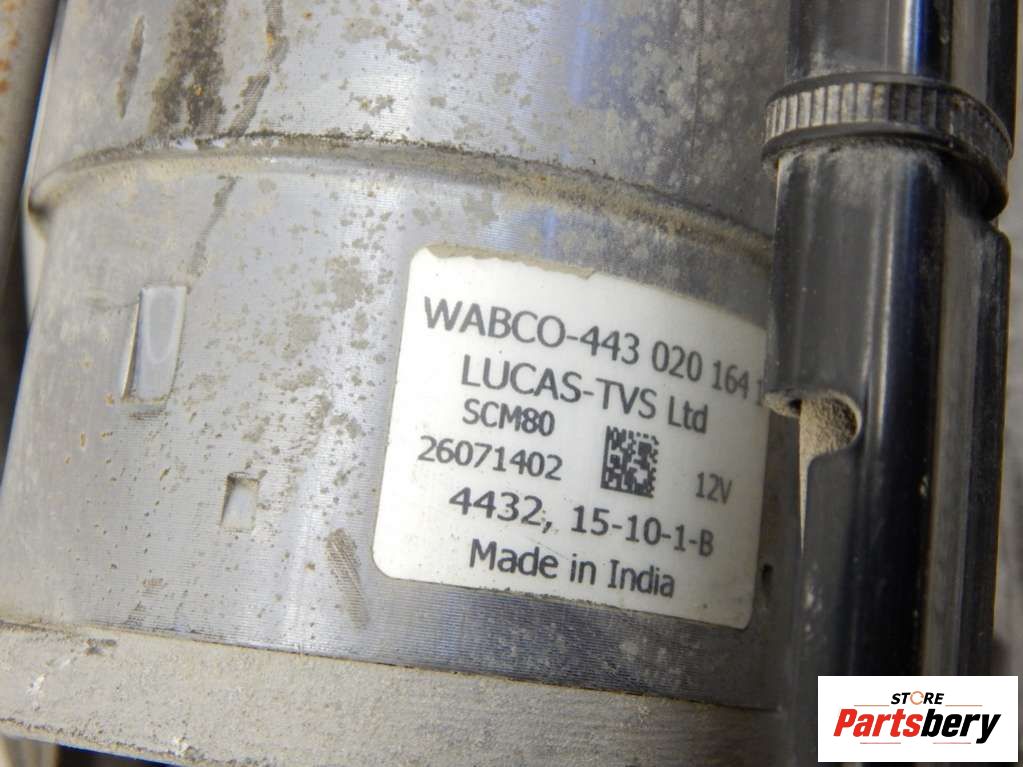 WABCO-443 020 164
LUCAS-TVS Ltd
SCM80
26071402
12V
4432, 15-10-1-B
Made in India
STORE
Partsbery